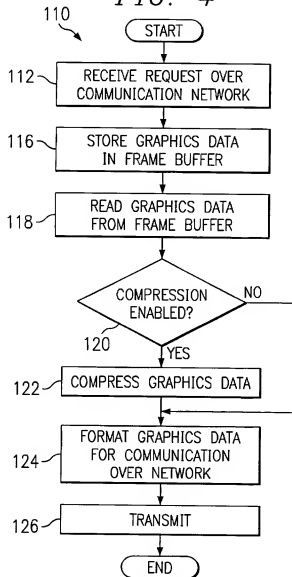 FIG. 4
110
START
112
RECEIVE REQUEST OVER
COMMUNICATION NETWORK
116
STORE GRAPHICS DATA
IN FRAME BUFFER
118
READ GRAPHICS DATA
FROM FRAME BUFFER
COMPRESSION
ENABLED?
NO
120
YES
122
COMPRESS GRAPHICS DATA
124
FORMAT GRAPHICS DATA
FOR COMMUNICATION
OVER NETWORK
126
TRANSMIT
END